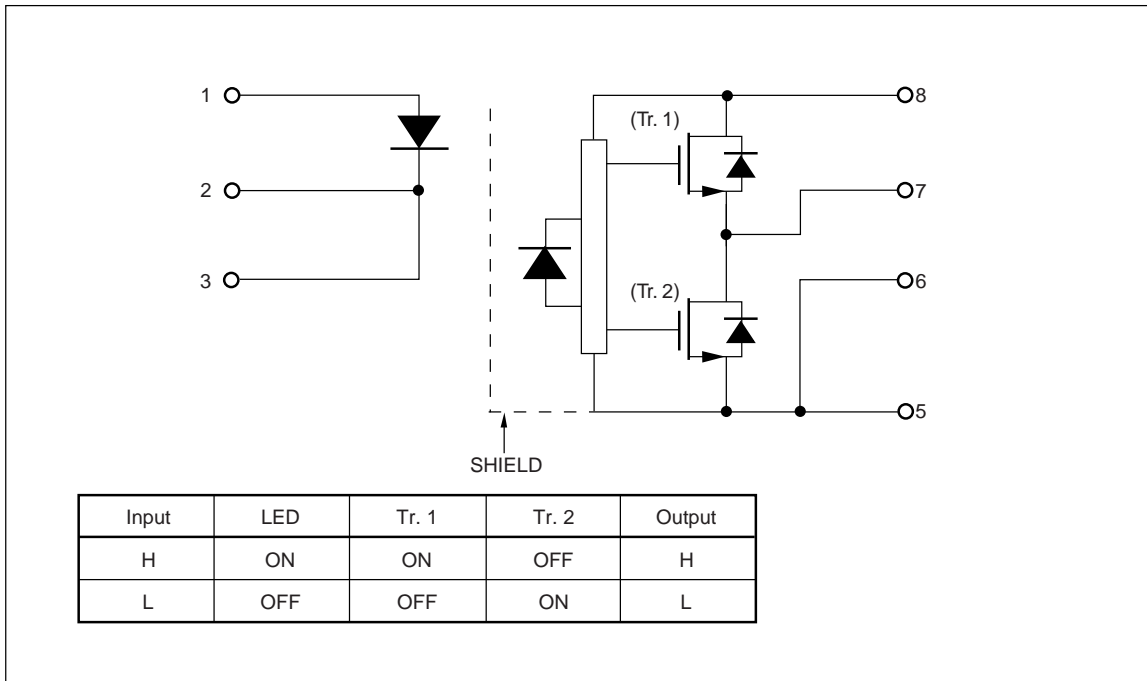 1
8
(Tr. 1)
2
7
3
6
(Tr. 2)
5
SHIELD
Input LED Tr. 1 Tr. 2 Output
H ON ON OFF H
L OFF OFF ON L